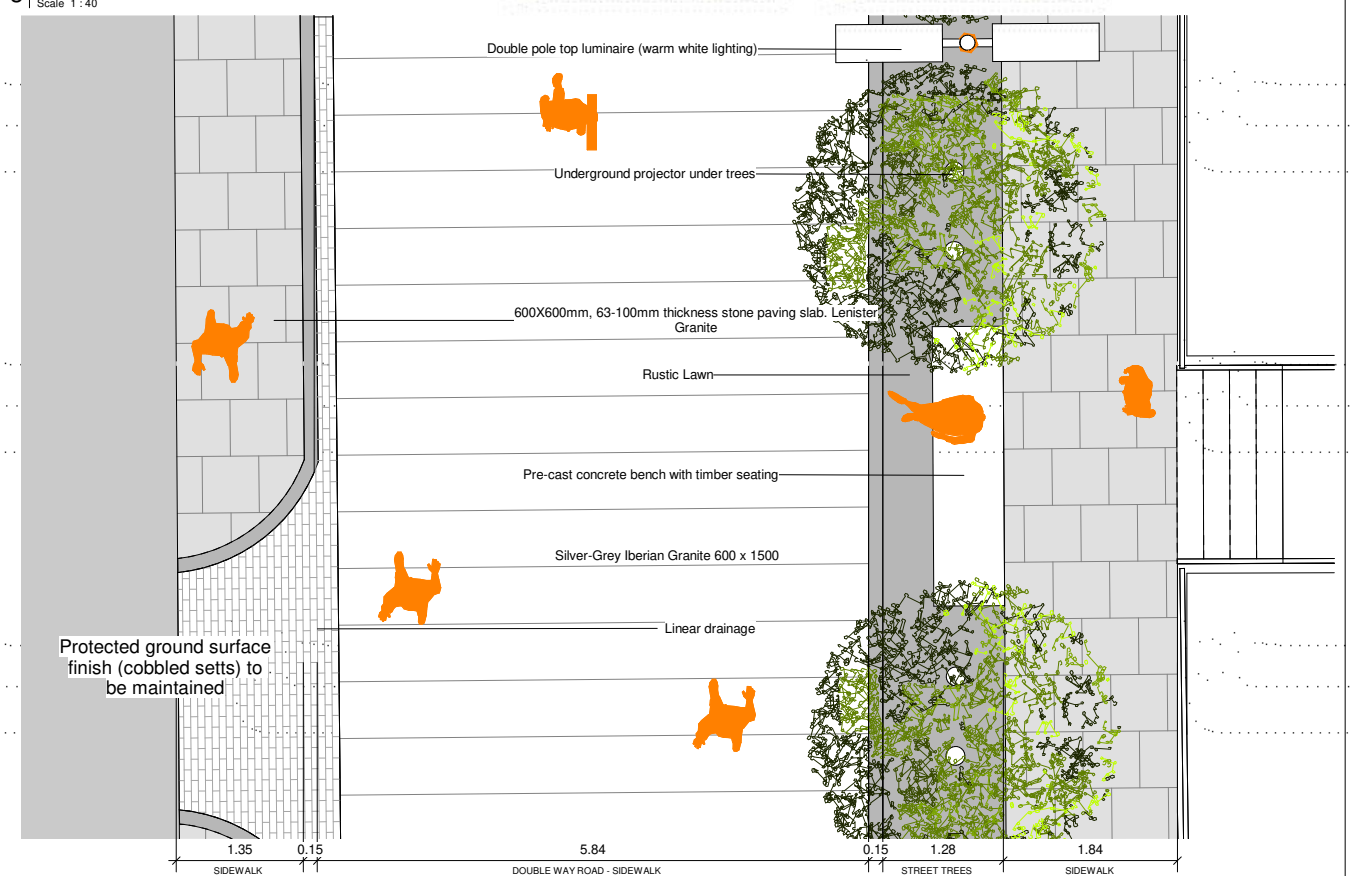 Scale 1 : 40
Double pole top luminaire (warm white lighting)
Underground projector under trees
600X600mm, 63-100mm thickness stone paving slab. Lenister
Granite
Rustic Lawn
Pre-cast concrete bench with timber seating
Silver-Grey Iberian Granite 600 x 1500
Linear drainage
Protected ground surface
finish (cobbled setts) to
be maintained
1.35 0.15 5.84 0.15 1.28 1.84
SIDEWALK DOUBLE WAY ROAD - SIDEWALK STREET TREES SIDEWALK